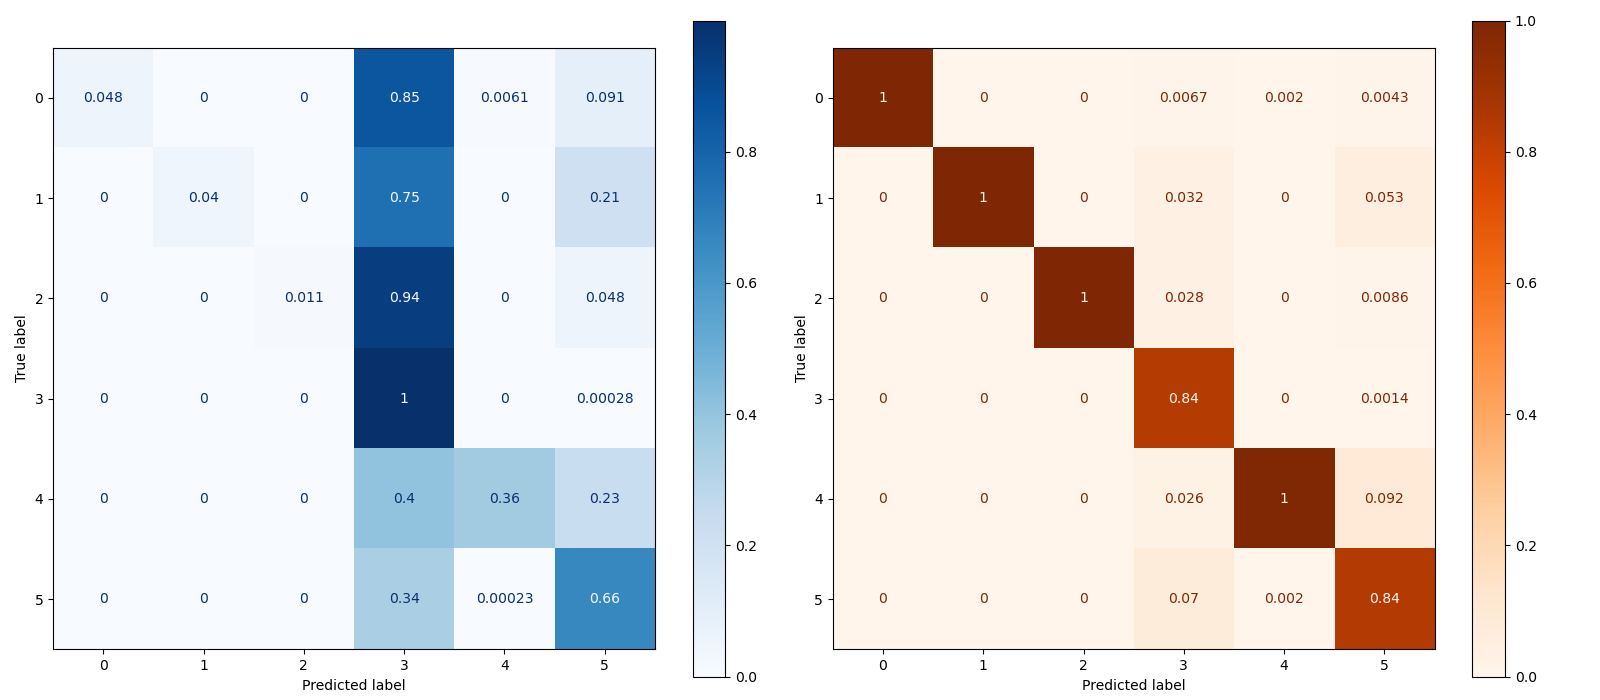 0 0.048 0 0 0.85 0.0061 0.091
1 0 0.04 0 0.75 0 0.21
2 0 0 0.011 0.94 0 0.048
3 0 0 0 1 0 0.00028
4 0 0 0 0.4 0.36 0.23
5 0 0 0 0.34 0.00023 0.66
0 1 2 3 4 5
Predicted label
True label
0.8
0.6
0.4
0.2
0.0
0 1 0 0 0.0067 0.002 0.0043
1 0 1 0 0.032 0 0.053
2 0 0 1 0.028 0 0.0086
3 0 0 0 0.84 0 0.0014
4 0 0 0 0.026 1 0.092
5 0 0 0 0.07 0.002 0.84
0 1 2 3 4 5
Predicted label
True label
1.0
0.8
0.6
0.4
0.2
0.0